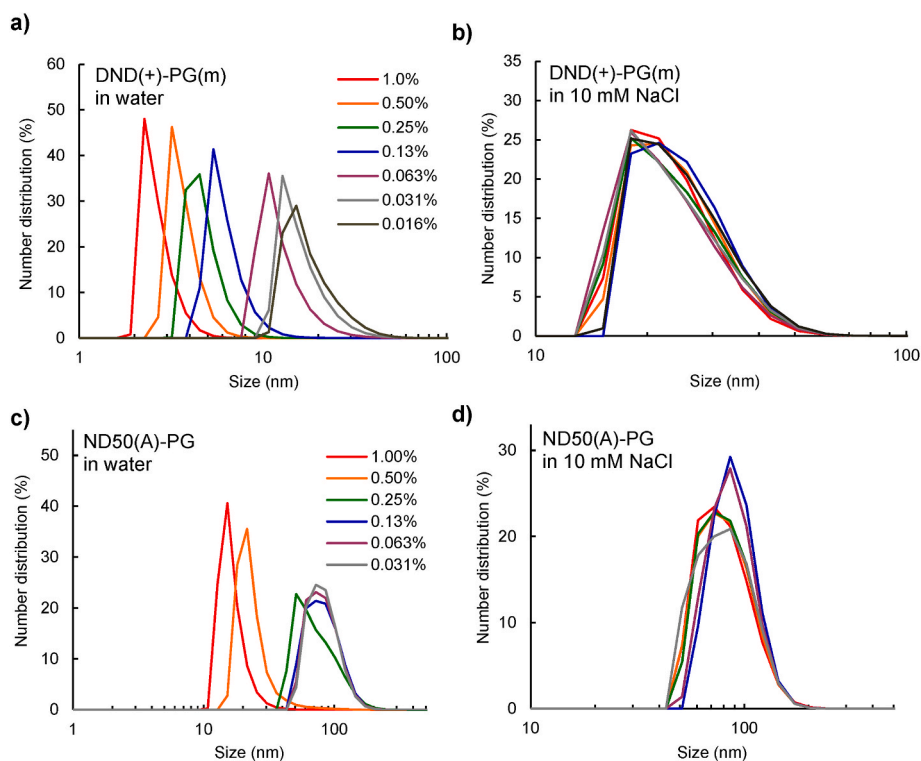 a)
DND(+)-PG(m)
in water
Number distribution (%)
60
50
40
30
20
10
0
1
10
100
Size (nm)
1.0%
0.50%
0.25%
0.13%
0.063%
0.031%
0.016%
b)
DND(+)-PG(m)
in 10 mM NaCl
Number distribution (%)
35
30
25
20
15
10
5
0
10
100
Size (nm)
c)
ND50(A)-PG
in water
Number distribution (%)
50
40
30
20
10
0
1
10
100
Size (nm)
1.00%
0.50%
0.25%
0.13%
0.063%
0.031%
d)
ND50(A)-PG
in 10 mM NaCl
Number distribution (%)
30
20
10
0
10
100
Size (nm)